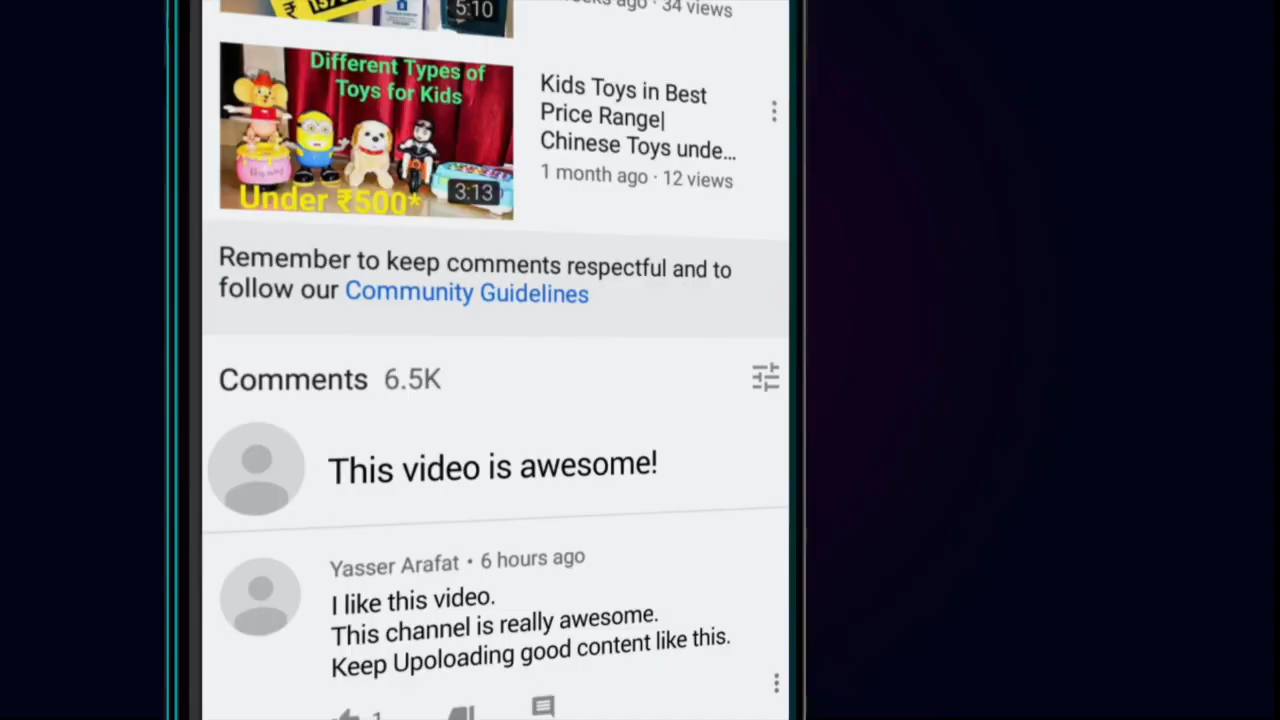 5:10
ago · 34 views
Different Types of
Toys for Kids
Under ₹500*
3:13
Kids Toys in Best
Price Range|
Chinese Toys unde...
1 month ago · 12 views
Remember to keep comments respectful and to
follow our Community Guidelines
Comments 6.5K
This video is awesome!
Yasser Arafat • 6 hours ago
I like this video.
This channel is really awesome.
Keep Upoloading good content like this.
1